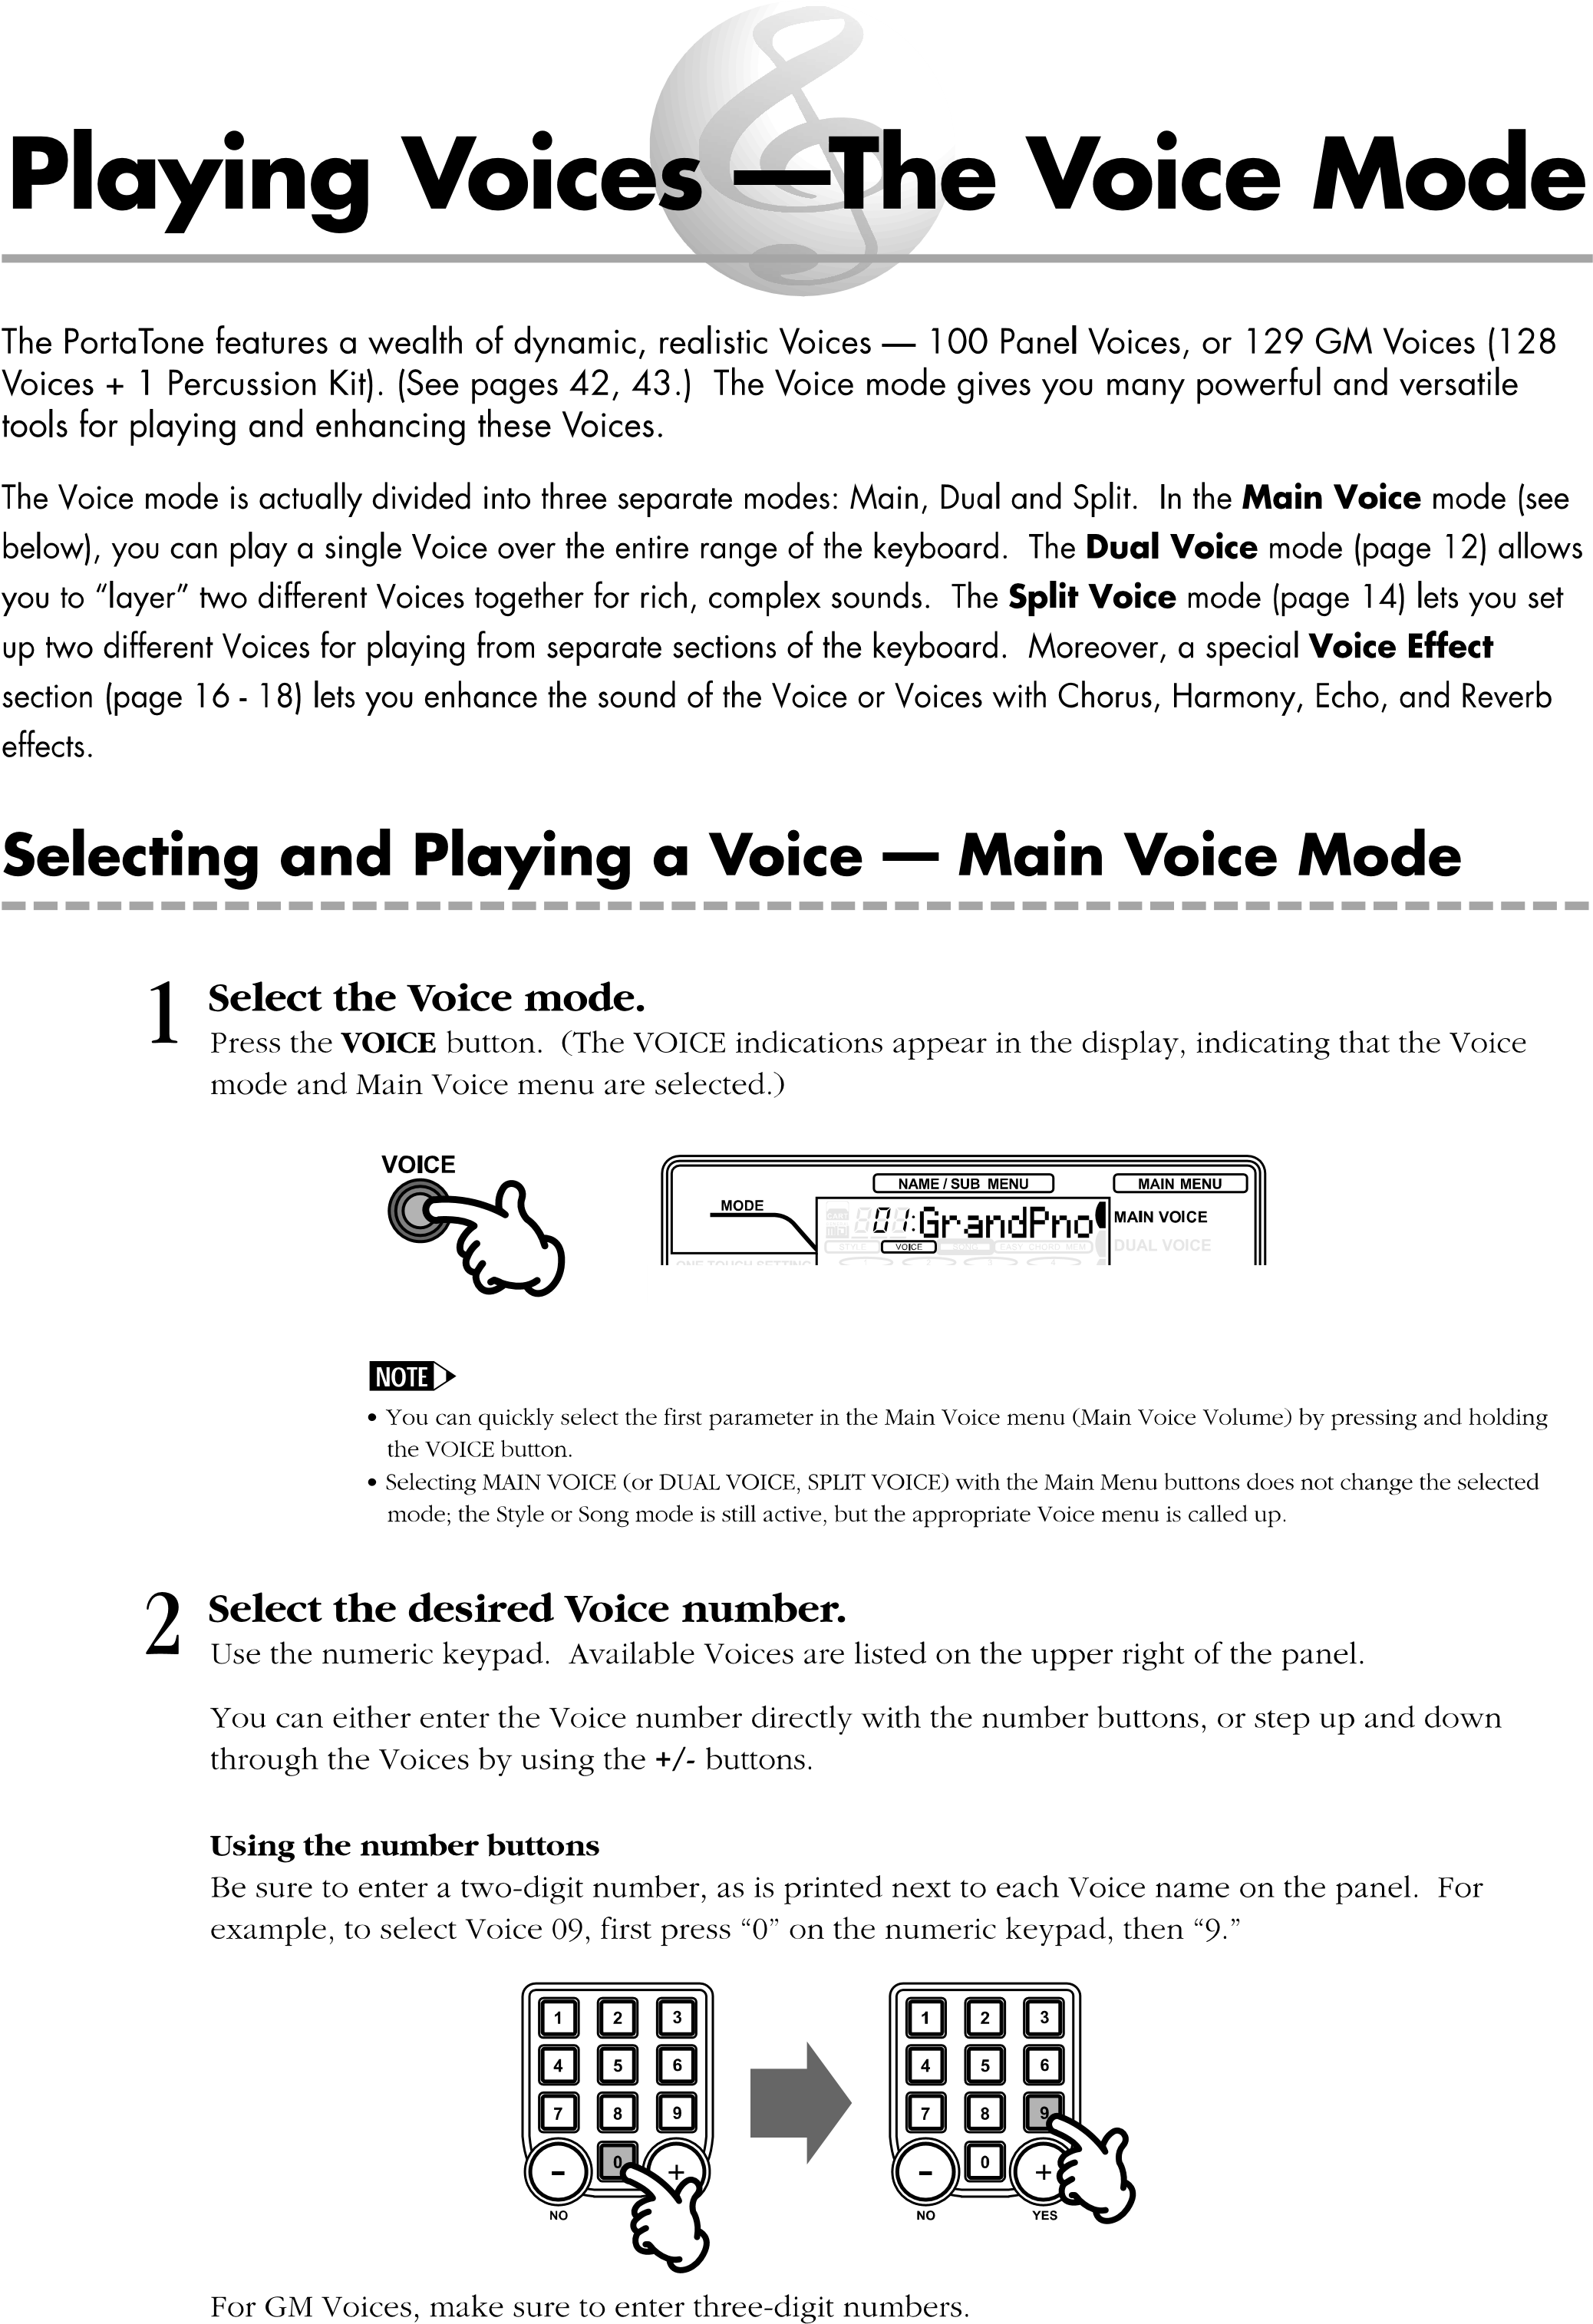 Playing Voices —The Voice Mode
The PortaTone features a wealth of dynamic, realistic Voices — 100 Panel Voices, or 129 GM Voices (128
Voices + 1 Percussion Kit). (See pages 42, 43.) The Voice mode gives you many powerful and versatile
tools for playing and enhancing these Voices.
The Voice mode is actually divided into three separate modes: Main, Dual and Split. In the Main Voice mode (see
below), you can play a single Voice over the entire range of the keyboard. The Dual Voice mode (page 12) allows
you to “layer” two different Voices together for rich, complex sounds. The Split Voice mode (page 14) lets you set
up two different Voices for playing from separate sections of the keyboard. Moreover, a special Voice Effect
section (page 16 - 18) lets you enhance the sound of the Voice or Voices with Chorus, Harmony, Echo, and Reverb
effects.
Selecting and Playing a Voice — Main Voice Mode
1 Select the Voice mode.
Press the VOICE button. (The VOICE indications appear in the display, indicating that the Voice
mode and Main Voice menu are selected.)
VOICE
NAME / SUB MENU
MAIN MENU
MODE
001:GrandPno
MAIN VOICE
STYLE VOICE SONG EASY CHORD MEM
DUAL VOICE
ONE TOUCH SETTING
NOTE
• You can quickly select the first parameter in the Main Voice menu (Main Voice Volume) by pressing and holding
the VOICE button.
• Selecting MAIN VOICE (or DUAL VOICE, SPLIT VOICE) with the Main Menu buttons does not change the selected
mode; the Style or Song mode is still active, but the appropriate Voice menu is called up.
2 Select the desired Voice number.
Use the numeric keypad. Available Voices are listed on the upper right of the panel.
You can either enter the Voice number directly with the number buttons, or step up and down
through the Voices by using the +/- buttons.
Using the number buttons
Be sure to enter a two-digit number, as is printed next to each Voice name on the panel. For
example, to select Voice 09, first press “0” on the numeric keypad, then “9.”
1 2 3
4 5 6
7 8 9
- 0 +
NO
1 2 3
4 5 6
7 8 9
- 0 +
NO YES
For GM Voices, make sure to enter three-digit numbers.